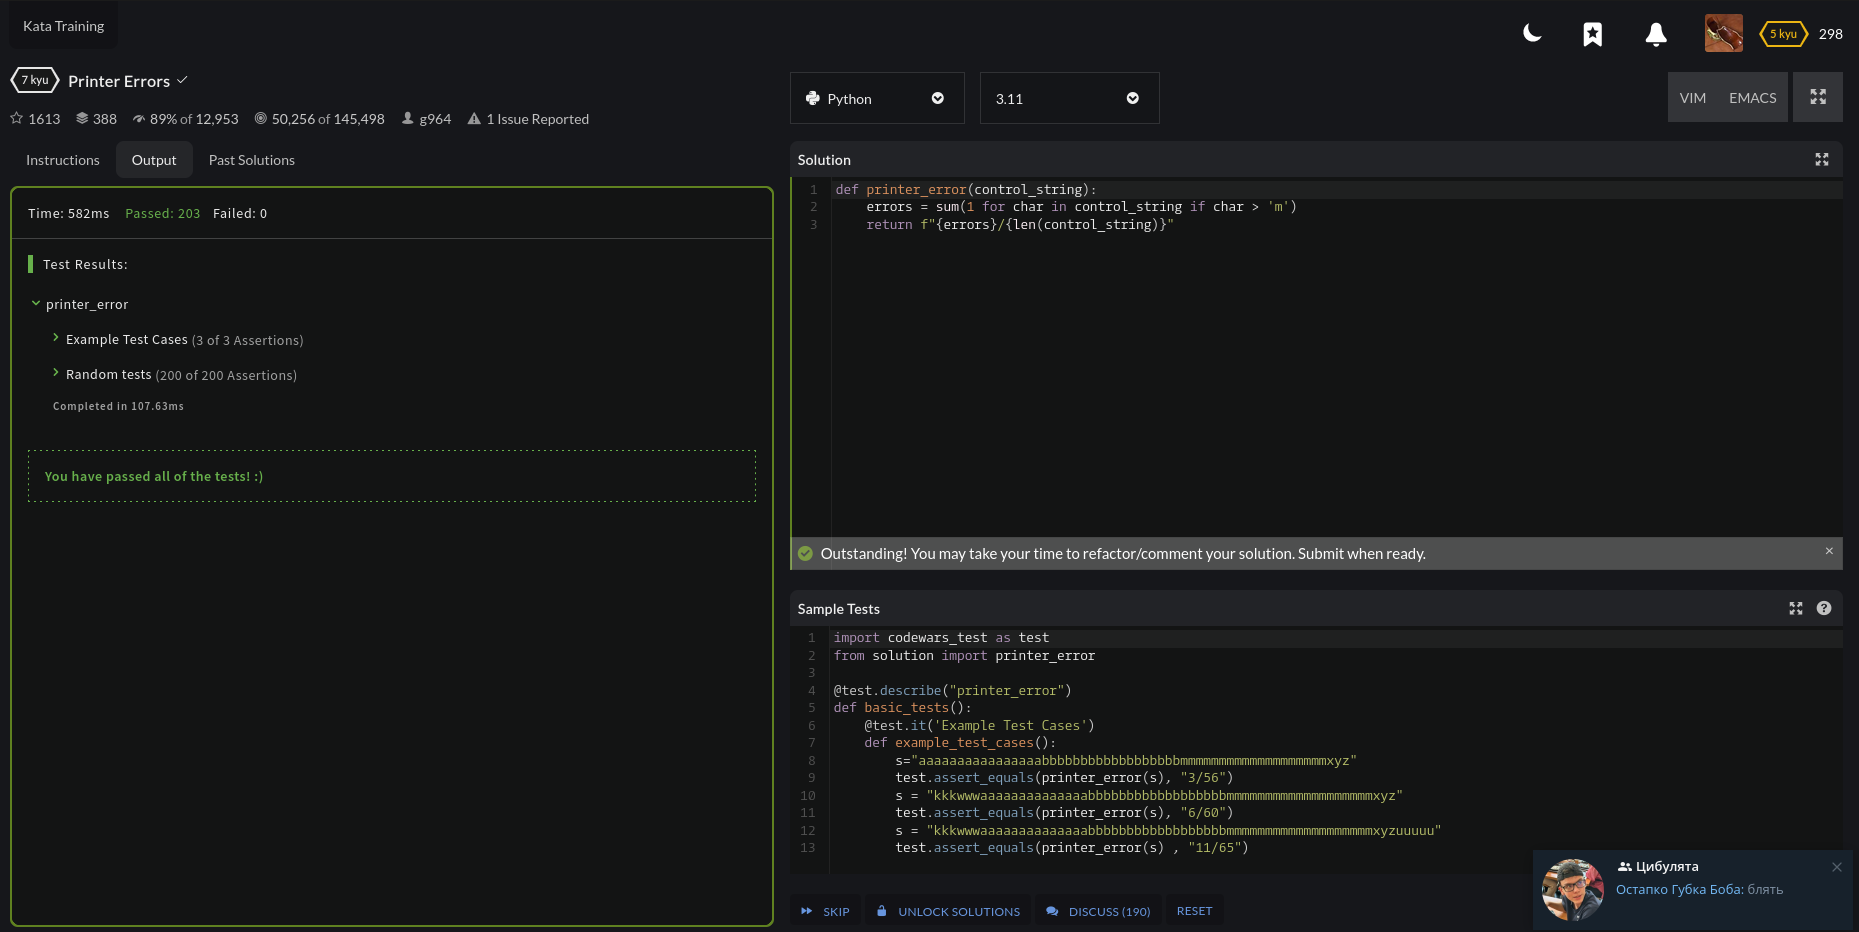 Kata Training
5 kyu 298
7 kyu Printer Errors
1613 388 89% of 12,953 50,256 of 145,498 g964 1 Issue Reported
Instructions Output Past Solutions
Time: 582ms Passed: 203 Failed: 0
Test Results:
printer_error
Example Test Cases (3 of 3 Assertions)
Random tests (200 of 200 Assertions)
Completed in 107.63ms
You have passed all of the tests! :)
Python 3.11 VIM EMACS
Solution
1 def printer_error(control_string):
2 errors = sum(1 for char in control_string if char > 'm')
3 return f"{errors}/{len(control_string)}"
Outstanding! You may take your time to refactor/comment your solution. Submit when ready. ×
Sample Tests ?
1 import codewars_test as test
2 from solution import printer_error
3
4 @test.describe("printer_error")
5 def basic_tests():
6 @test.it('Example Test Cases')
7 def example_test_cases():
8 s="aaaaaaaaaaaaaaaabbbbbbbbbbbbbbbbbbmmmmmmmmmmmmmmmmmmmxyz"
9 test.assert_equals(printer_error(s), "3/56")
10 s = "kkkwwwaaaaaaaaaaaaaabbbbbbbbbbbbbbbbbbmmmmmmmmmmmmmmmmmmmxyz"
11 test.assert_equals(printer_error(s), "6/60")
12 s = "kkkwwwaaaaaaaaaaaaaabbbbbbbbbbbbbbbbbbmmmmmmmmmmmmmmmmmmmxyzuuuuu"
13 test.assert_equals(printer_error(s) , "11/65")
SKIP UNLOCK SOLUTIONS DISCUSS (190) RESET
Цибулята
Остапко Губка Боба: блять